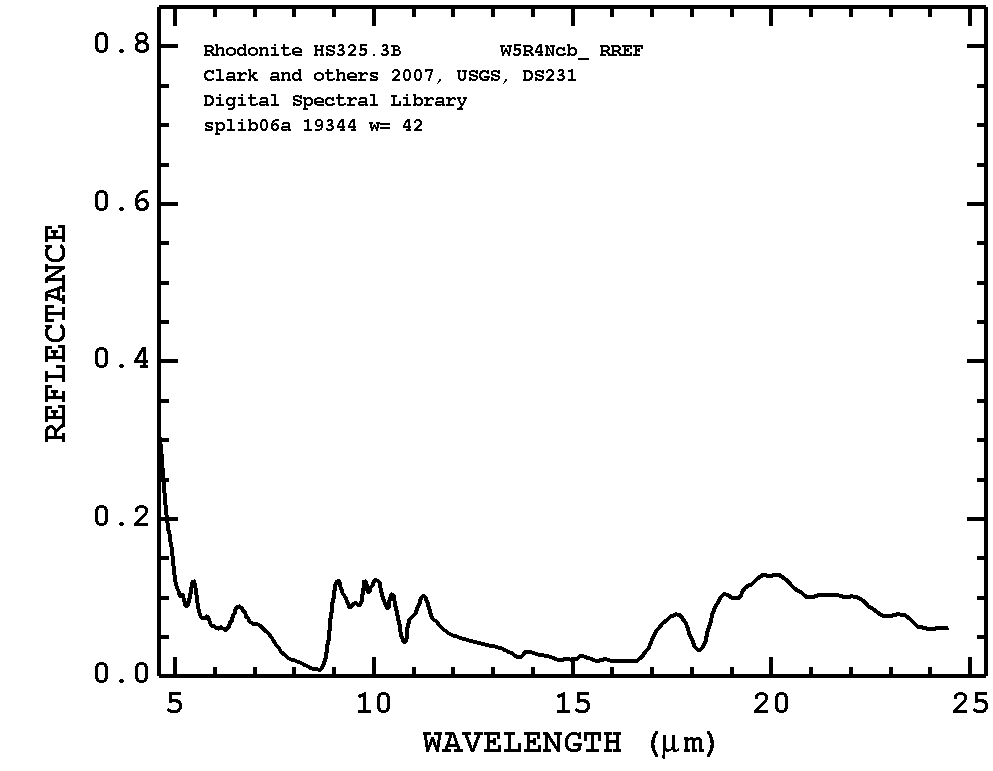 Rhodonite HS325.3B W5R4Ncb_ RREF
Clark and others 2007, USGS, DS231
Digital Spectral Library
splib06a 19344 w= 42
REFLECTANCE
0.8
0.6
0.4
0.2
0.0
5 10 15 20 25
WAVELENGTH (μm)